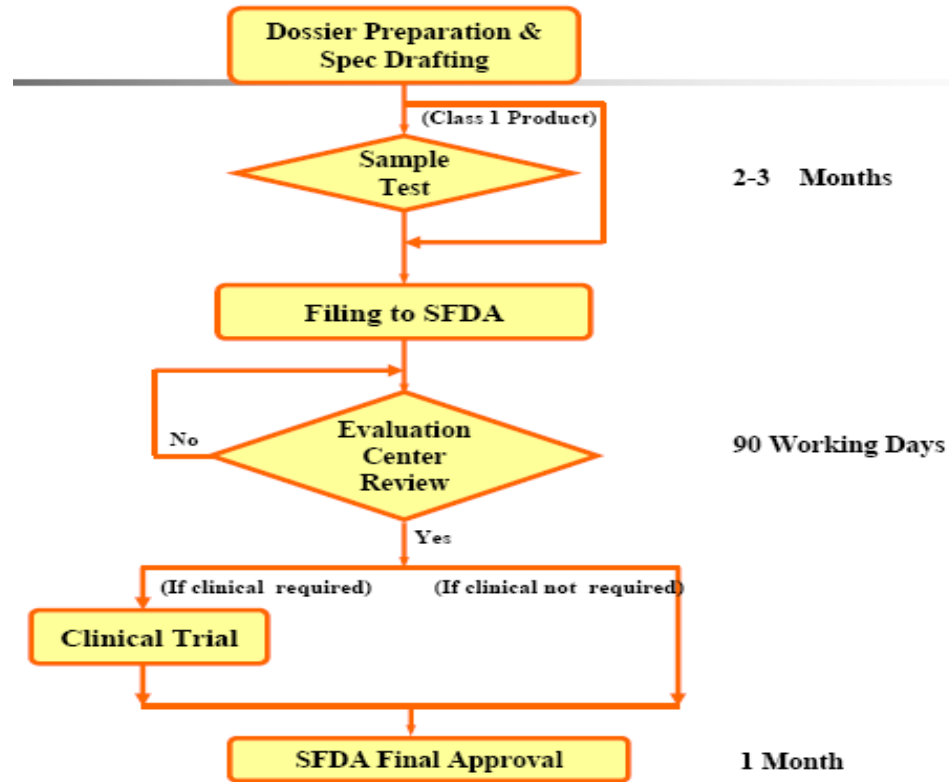 Dossier Preparation &
Spec Drafting
(Class 1 Product)
Sample
Test
2-3 Months
Filing to SFDA
No
Evaluation
Center
Review
90 Working Days
Yes
(If clinical required)
(If clinical not required)
Clinical Trial
SFDA Final Approval
1 Month